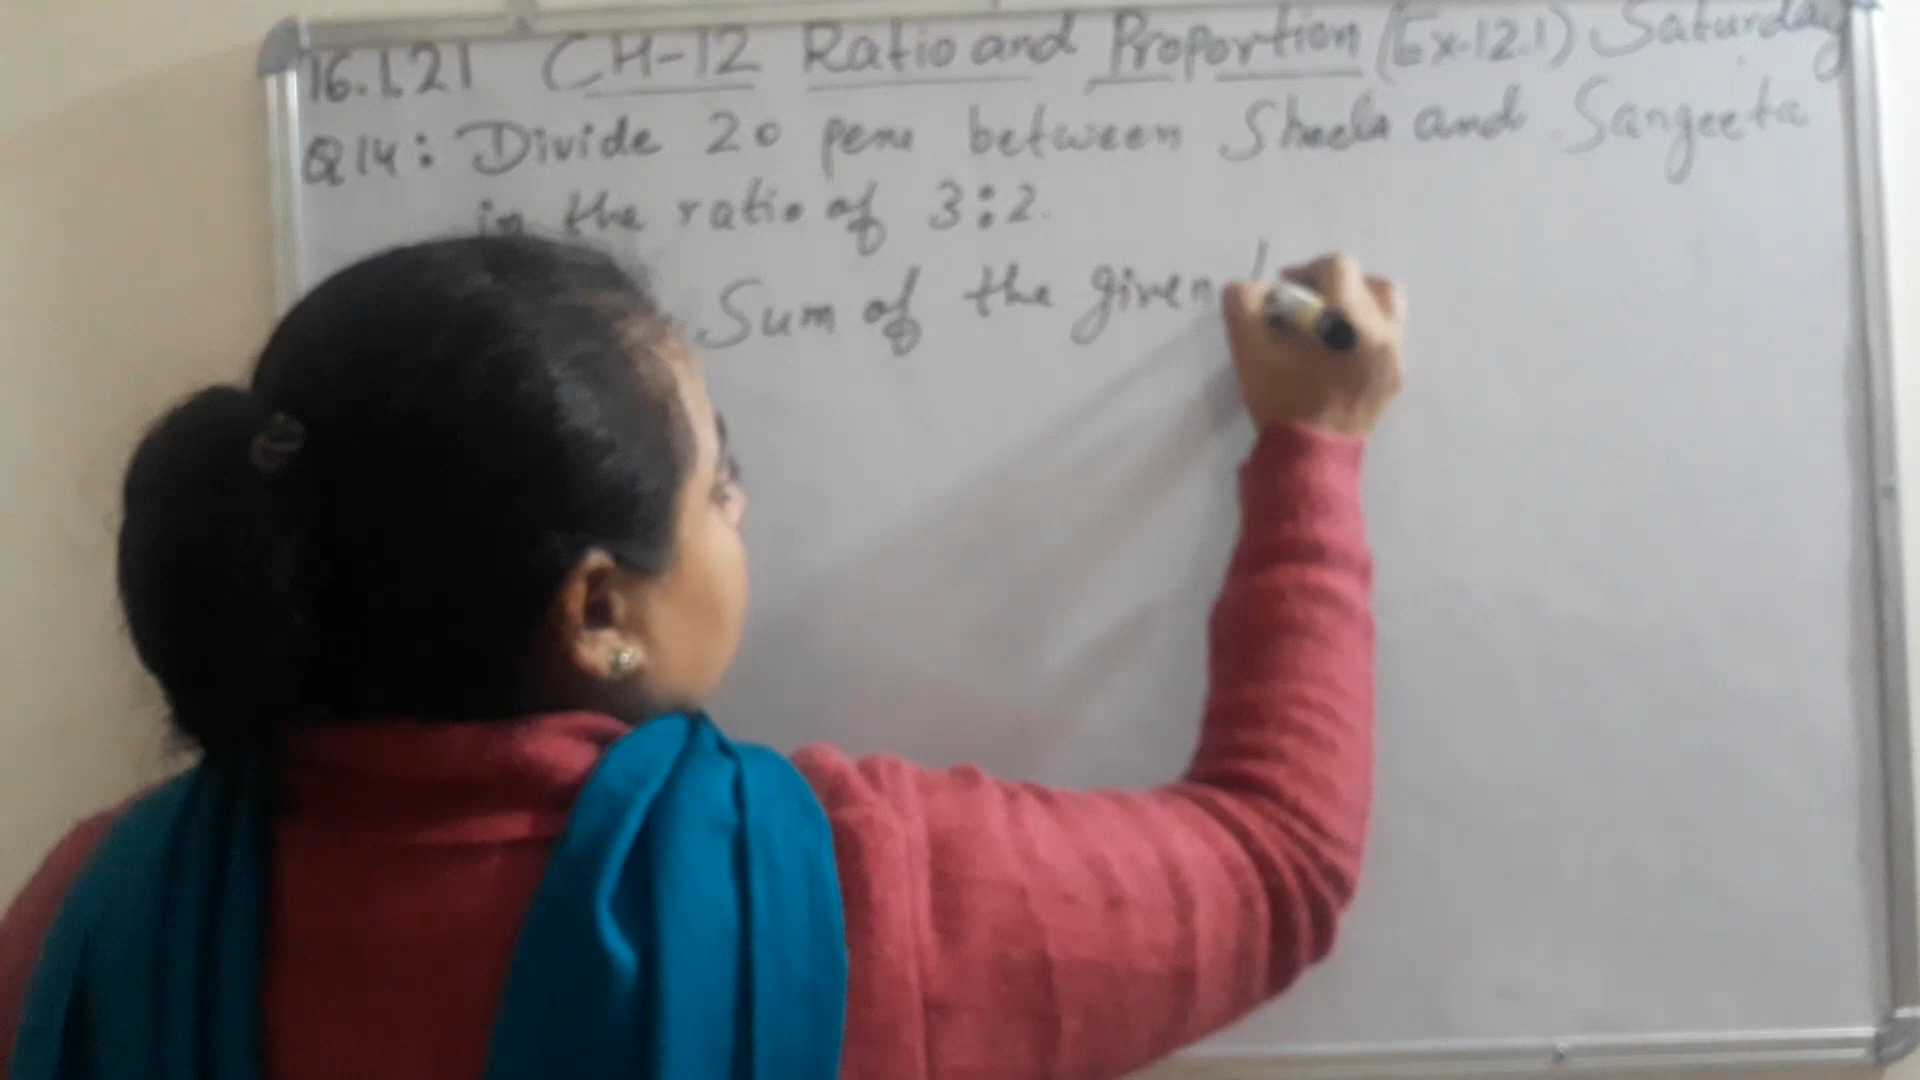 16.1.21 CH-12 Ratio and Proportion (Ex-12.1) Saturday
Q14: Divide 20 pens between Sheela and Sangeeta
in the ratio of 3:2.
Sum of the given